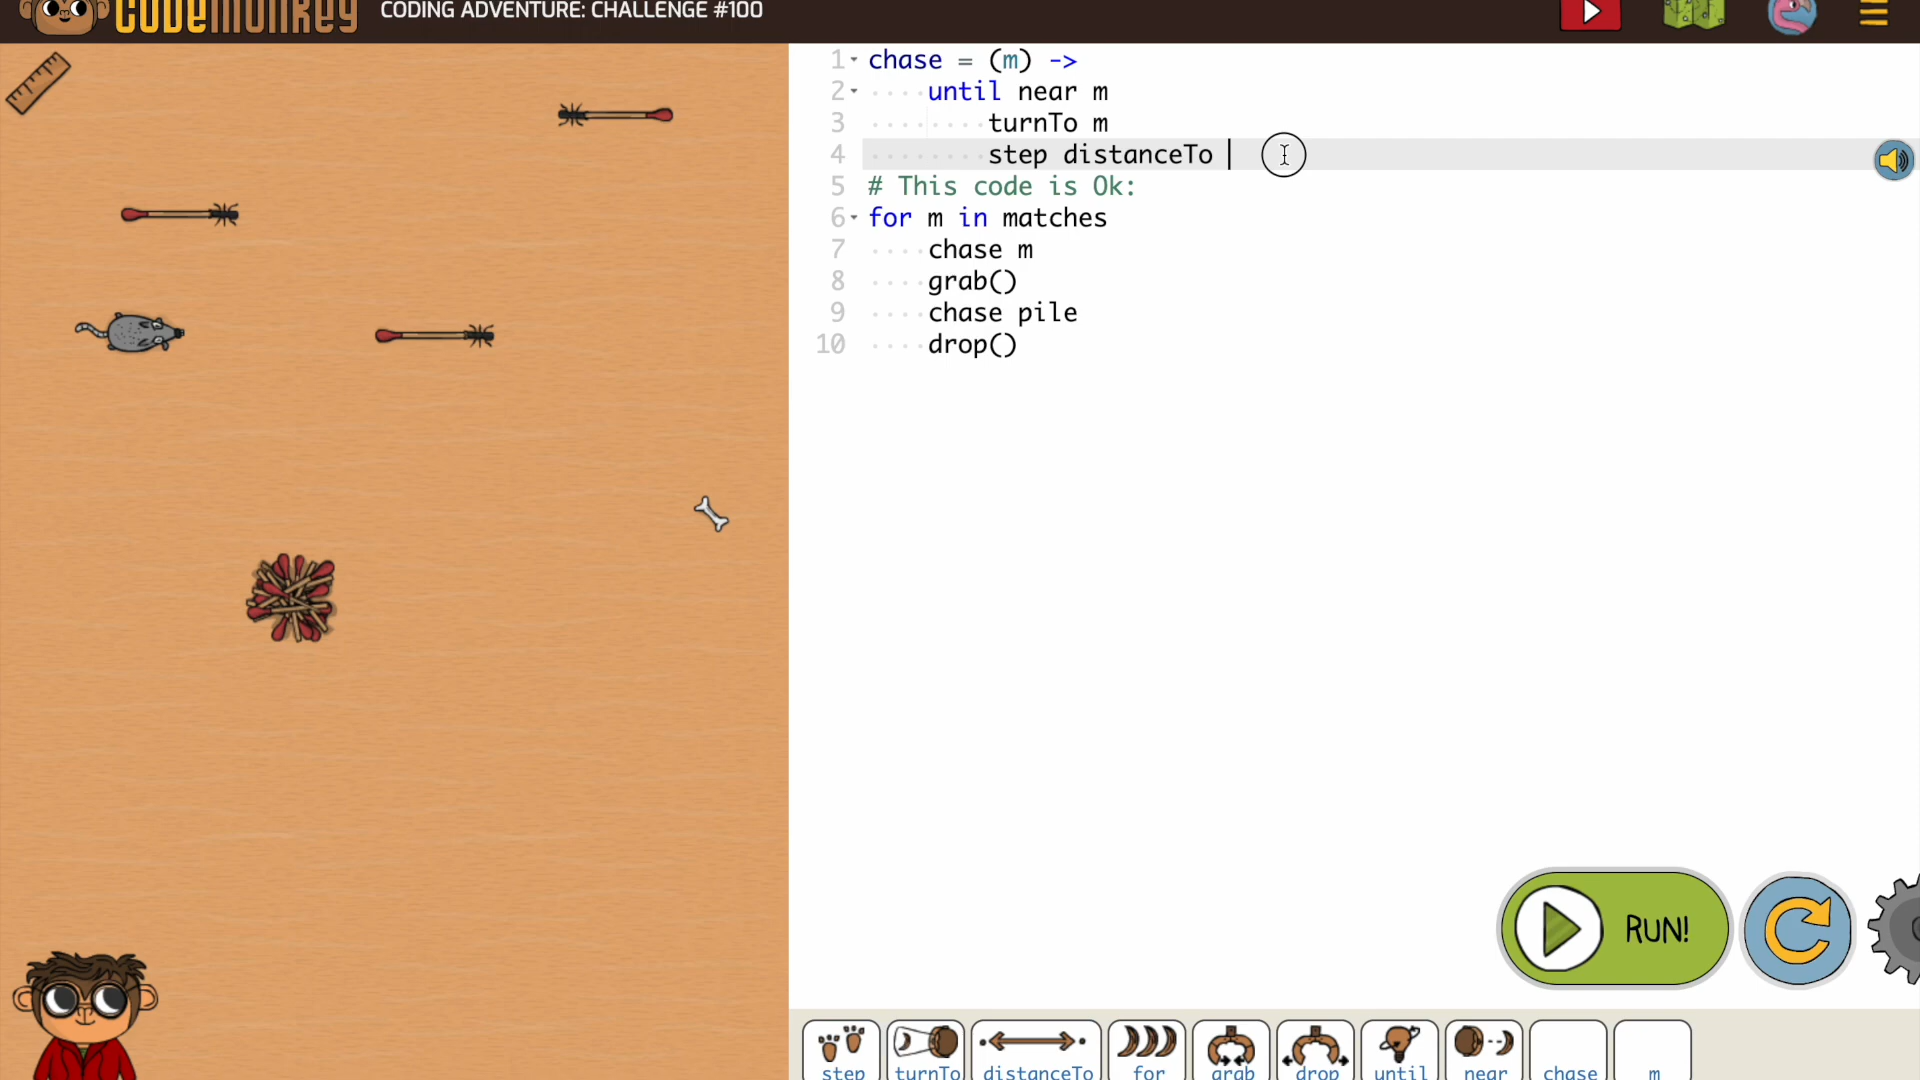 CODEMONKEY CODING ADVENTURE: CHALLENGE #100
1 chase = (m) ->
2 until near m
3 turnTo m
4 step distanceTo
5 # This code is Ok:
6 for m in matches
7 chase m
8 grab()
9 chase pile
10 drop()
RUN!
step turnTo distanceTo for grab drop until near chase m